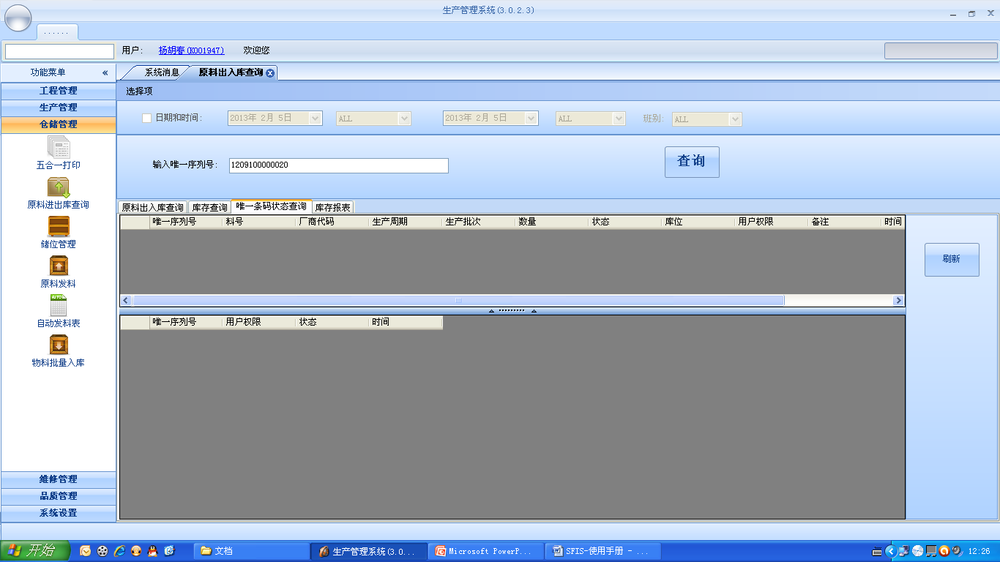 生产管理系统(3.0.2.3)
......
用户: 杨胡春(K001947) 欢迎您
功能菜单 «
系统消息 原料出入库查询
工程管理
生产管理
仓储管理
五合一打印
原料进出库查询
储位管理
原料发料
AUTO
自动发料表
物料批量入库
维修管理
品质管理
系统设置
选择项
日期和时间: 2013年 2月 5日 ALL 2013年 2月 5日 ALL 班别: ALL
输入唯一序列号: 1209100000020 查询
原料出入库查询 库存查询 唯一条码状态查询 库存报表
唯一序列号 料号 厂商代码 生产周期 生产批次 数量 状态 库位 用户权限 备注 时间
刷新
唯一序列号 用户权限 状态 时间
开始 文档 生产管理系统(3.0... Microsoft PowerP... SFIS-使用手册 - ... 12:26